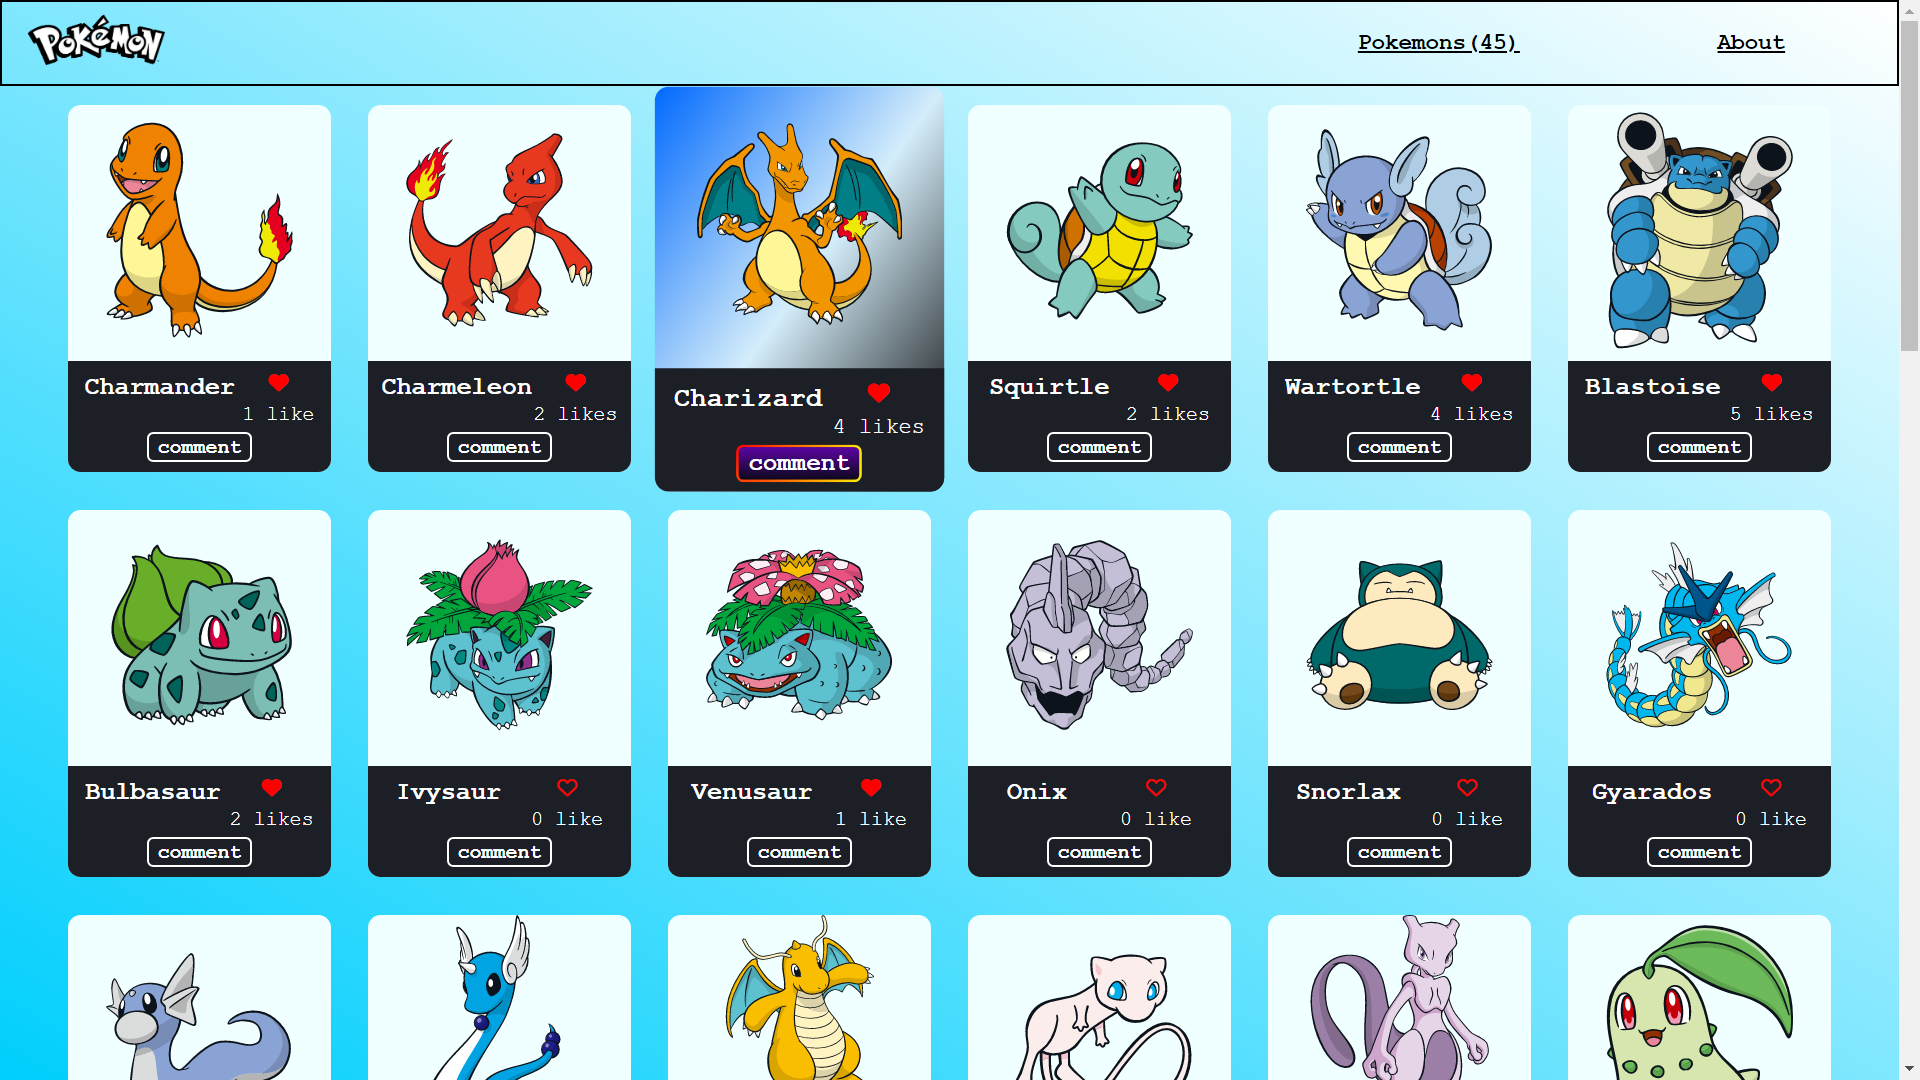 POKÉMON
Pokemons(45)
About
Charmander
1 like
comment
Charmeleon
2 likes
comment
Charizard
4 likes
comment
Squirtle
2 likes
comment
Wartortle
4 likes
comment
Blastoise
5 likes
comment
Bulbasaur
2 likes
comment
Ivysaur
0 like
comment
Venusaur
1 like
comment
Onix
0 like
comment
Snorlax
0 like
comment
Gyarados
0 like
comment